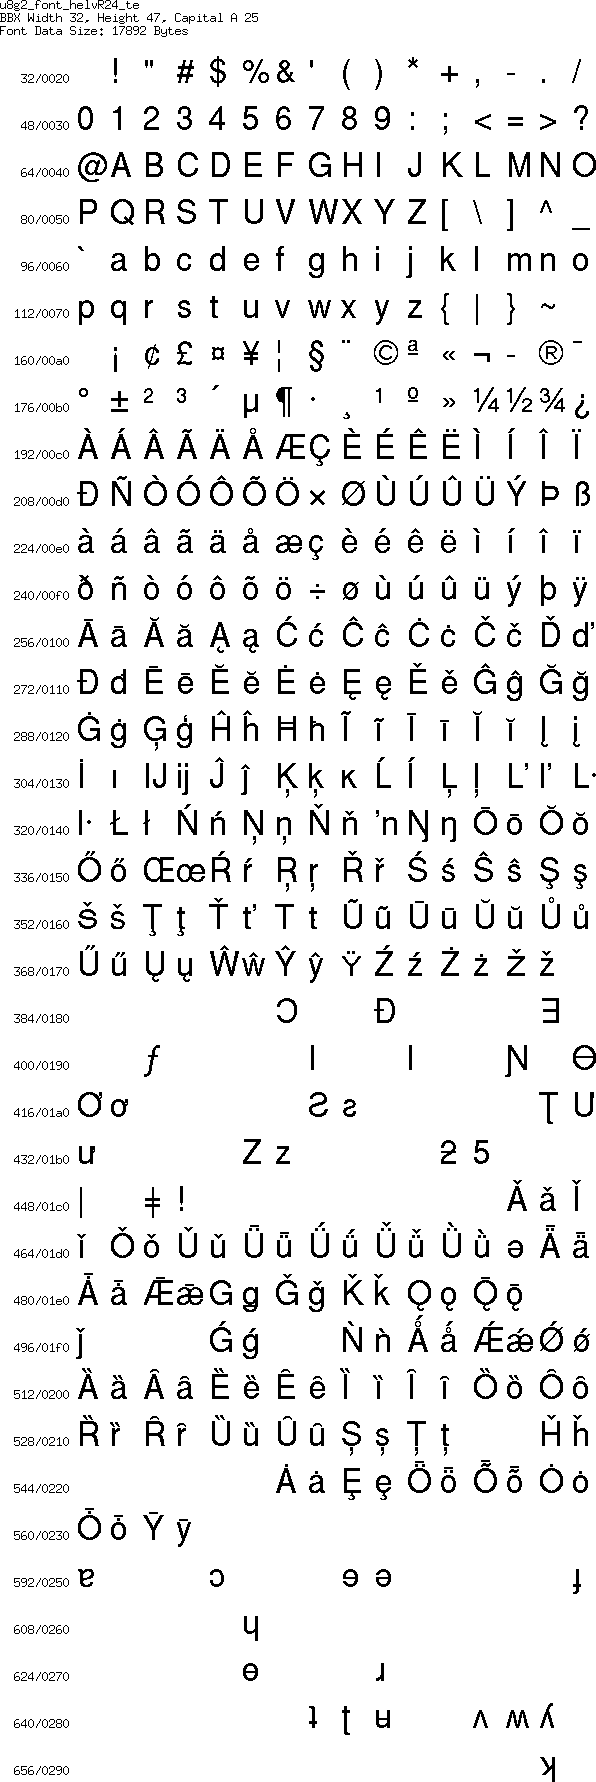 u8g2_font_helvR24_te
BBX Width 32, Height 47, Capital A 25
Font Data Size: 17892 Bytes
32/0020 ! " # $ % & ' ( ) * + , - . /
48/0030 0 1 2 3 4 5 6 7 8 9 : ; < = > ?
64/0040 @ A B C D E F G H I J K L M N O
80/0050 P Q R S T U V W X Y Z [ \ ] ^ _
96/0060 ` a b c d e f g h i j k l m n o
112/0070 p q r s t u v w x y z { | } ~
160/00a0 ¡ ¢ £ ¤ ¥ ¦ § ¨ © ª « ¬ - ® ¯
176/00b0 ° ± ² ³ ´ µ ¶ · ¸ ¹ º » ¼ ½ ¾ ¿
192/00c0 À Á Â Ã Ä Å Æ Ç È É Ê Ë Ì Í Î Ï
208/00d0 Ð Ñ Ò Ó Ô Õ Ö × Ø Ù Ú Û Ü Ý Þ ß
224/00e0 à á â ã ä å æ ç è é ê ë ì í î ï
240/00f0 ð ñ ò ó ô õ ö ÷ ø ù ú û ü ý þ ÿ
256/0100 Ā ā Ă ă Ą ą Ć ć Ĉ ĉ Ċ ċ Č č Ď ď
272/0110 Đ đ Ē ē Ĕ ĕ Ė ė Ę ę Ě ě Ĝ ĝ Ğ ğ
288/0120 Ġ ġ Ģ ģ Ĥ ĥ Ħ ħ Ĩ ĩ Ī ī Ĭ ĭ Į į
304/0130 İ ı Ĳ ĳ Ĵ ĵ Ķ ķ ĸ Ĺ ĺ Ļ ļ Ľ ľ Ŀ
320/0140 ŀ Ł ł Ń ń Ņ ņ Ň ň ŉ Ŋ ŋ Ō ō Ŏ ŏ
336/0150 Ő ő Œ œ Ŕ ŕ Ŗ ŗ Ř ř Ś ś Ŝ ŝ Ş ş
352/0160 Š š Ţ ţ Ť ť Ŧ ŧ Ũ ũ Ū ū Ŭ ŭ Ů ů
368/0170 Ű ű Ų ų Ŵ ŵ Ŷ ŷ Ÿ Ź ź Ż ż Ž ž
384/0180 Ɔ Ɖ Ǝ
400/0190 ƒ Ɩ Ɨ Ɲ Ɵ
416/01a0 Ơ ơ Ƨ ƨ Ʈ Ư
432/01b0 ư Ƶ ƶ ƻ Ƽ
448/01c0 ǀ ǂ ǃ Ǎ ǎ Ǐ
464/01d0 ǐ Ǒ ǒ Ǔ ǔ Ǖ ǖ Ǘ ǘ Ǚ ǚ Ǜ ǜ ǝ Ǟ ǟ
480/01e0 Ǡ ǡ Ǣ ǣ Ǥ ǥ Ǧ ǧ Ǩ ǩ Ǫ ǫ Ǭ ǭ
496/01f0 ǰ Ǵ ǵ Ǹ ǹ Ǻ ǻ Ǽ ǽ Ǿ ǿ
512/0200 Ȁ ȁ Ȃ ȃ Ȅ ȅ Ȇ ȇ Ȉ ȉ Ȋ ȋ Ȍ ȍ Ȏ ȏ
528/0210 Ȑ ȑ Ȓ ȓ Ȕ ȕ Ȗ ȗ Ș ș Ț ț Ȟ ȟ
544/0220 Ȧ ȧ Ȩ ȩ Ȫ ȫ Ȭ ȭ Ȯ ȯ
560/0230 Ȱ ȱ Ȳ ȳ
592/0250 ɐ ɔ ɘ ə ɟ
608/0260 ɥ
624/0270 ɵ ɹ
640/0280 ʇ ʈ ʉ ʌ ʍ ʎ
656/0290 ʞ